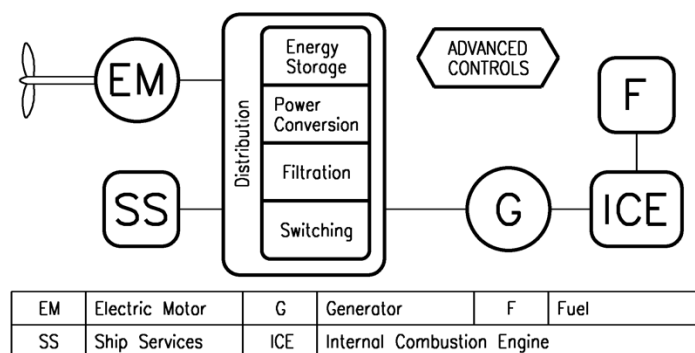 EM
SS
Distribution
Energy
Storage
Power
Conversion
Filtration
Switching
ADVANCED
CONTROLS
F
G
ICE
EM Electric Motor G Generator F Fuel
SS Ship Services ICE Internal Combustion Engine